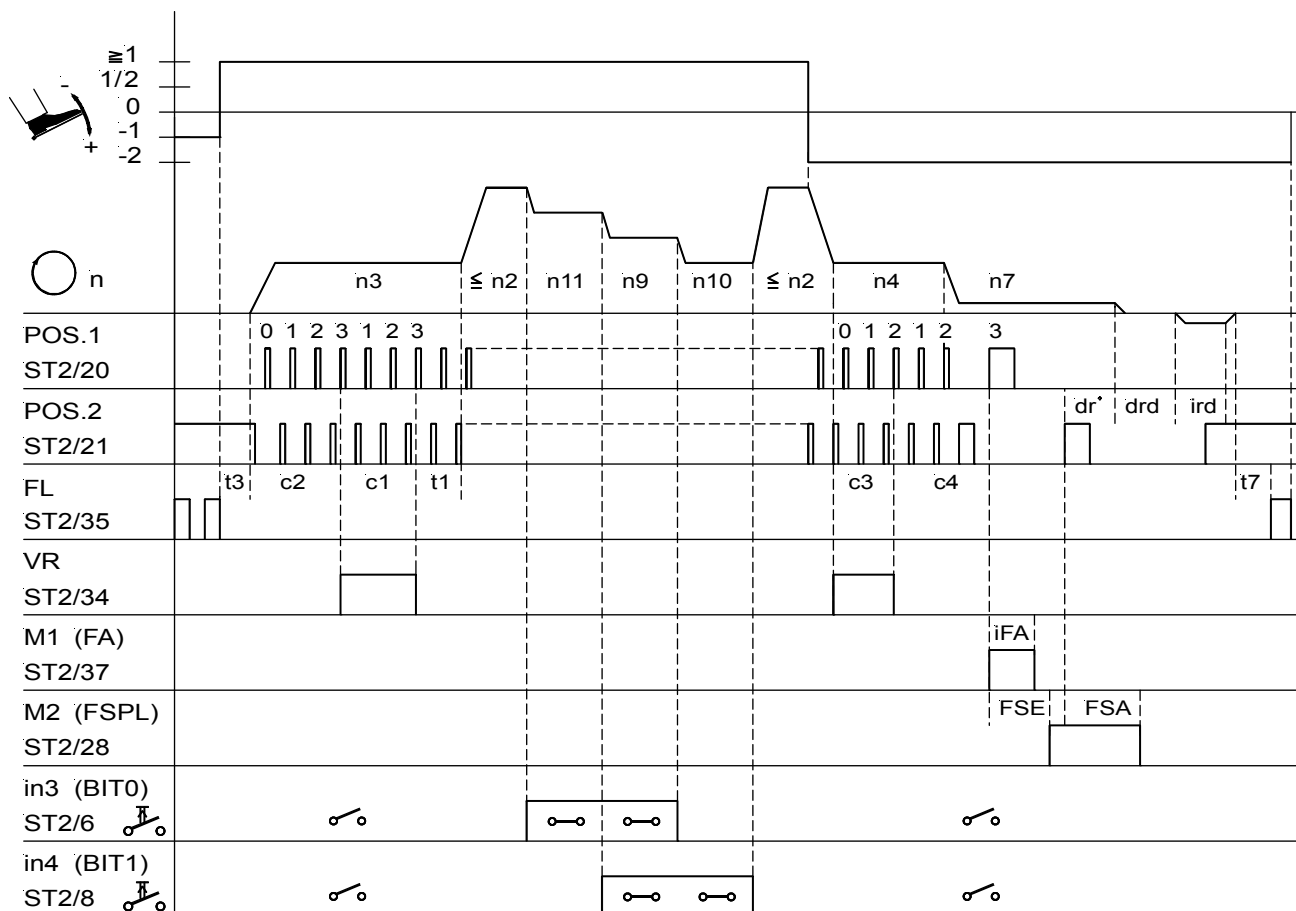 ≧1
1/2
0
-1
-2
-
+
n
n3
≦ n2
n11
n9
n10
≦ n2
n4
n7
POS.1
0 1 2 3 1 2 3
0 1 2 1 2
3
ST2/20
POS.2
dr*
drd
ird
ST2/21
FL
t3
c2
c1
t1
c3
c4
t7
ST2/35
VR
ST2/34
M1 (FA)
iFA
ST2/37
M2 (FSPL)
FSE
FSA
ST2/28
in3 (BIT0)
ST2/6
in4 (BIT1)
ST2/8